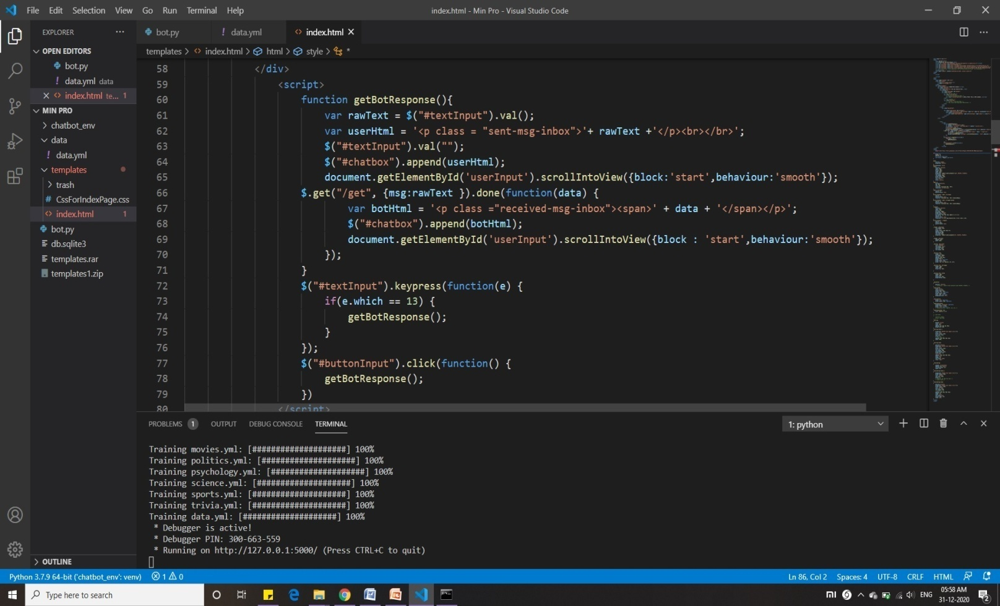 File Edit Selection View Go Run Terminal Help
index.html - Min Pro - Visual Studio Code
EXPLORER ···
OPEN EDITORS
bot.py
! data.yml data
index.html te... 1
MIN PRO
chatbot_env
data
! data.yml
templates
trash
# CssForIndexPage.css
index.html 1
bot.py
db.sqlite3
templates.rar
templates1.zip
OUTLINE
bot.py ! data.yml <> index.html
templates > <> index.html > html > style > *
58 </div>
59 <script>
60 function getBotResponse(){
61 var rawText = $("#textInput").val();
62 var userHtml = '<p class = "sent-msg-inbox">'+ rawText +'</p><br></br>';
63 $("#textInput").val("");
64 $("#chatbox").append(userHtml);
65 document.getElementById('userInput').scrollIntoView({block:'start',behaviour:'smooth'});
66 $.get("/get", {msg:rawText }).done(function(data) {
67 var botHtml = '<p class ="received-msg-inbox"><span>' + data + '</span></p>';
68 $("#chatbox").append(botHtml);
69 document.getElementById('userInput').scrollIntoView({block : 'start',behaviour:'smooth'});
70 });
71 }
72 $("#textInput").keypress(function(e) {
73 if(e.which == 13) {
74 getBotResponse();
75 }
76 });
77 $("#buttonInput").click(function() {
78 getBotResponse();
79 })
80 </script>
PROBLEMS 1 OUTPUT DEBUG CONSOLE TERMINAL
1: python
Training movies.yml: [####################] 100%
Training politics.yml: [####################] 100%
Training psychology.yml: [####################] 100%
Training science.yml: [####################] 100%
Training sports.yml: [####################] 100%
Training trivia.yml: [####################] 100%
Training data.yml: [####################] 100%
* Debugger is active!
* Debugger PIN: 300-663-559
* Running on http://127.0.0.1:5000/ (Press CTRL+C to quit)
Python 3.7.9 64-bit ('chatbot_env': venv) 1 0
Ln 86, Col 2 Spaces: 4 UTF-8 CRLF HTML
Type here to search
ENG
05:58 AM
31-12-2020
2